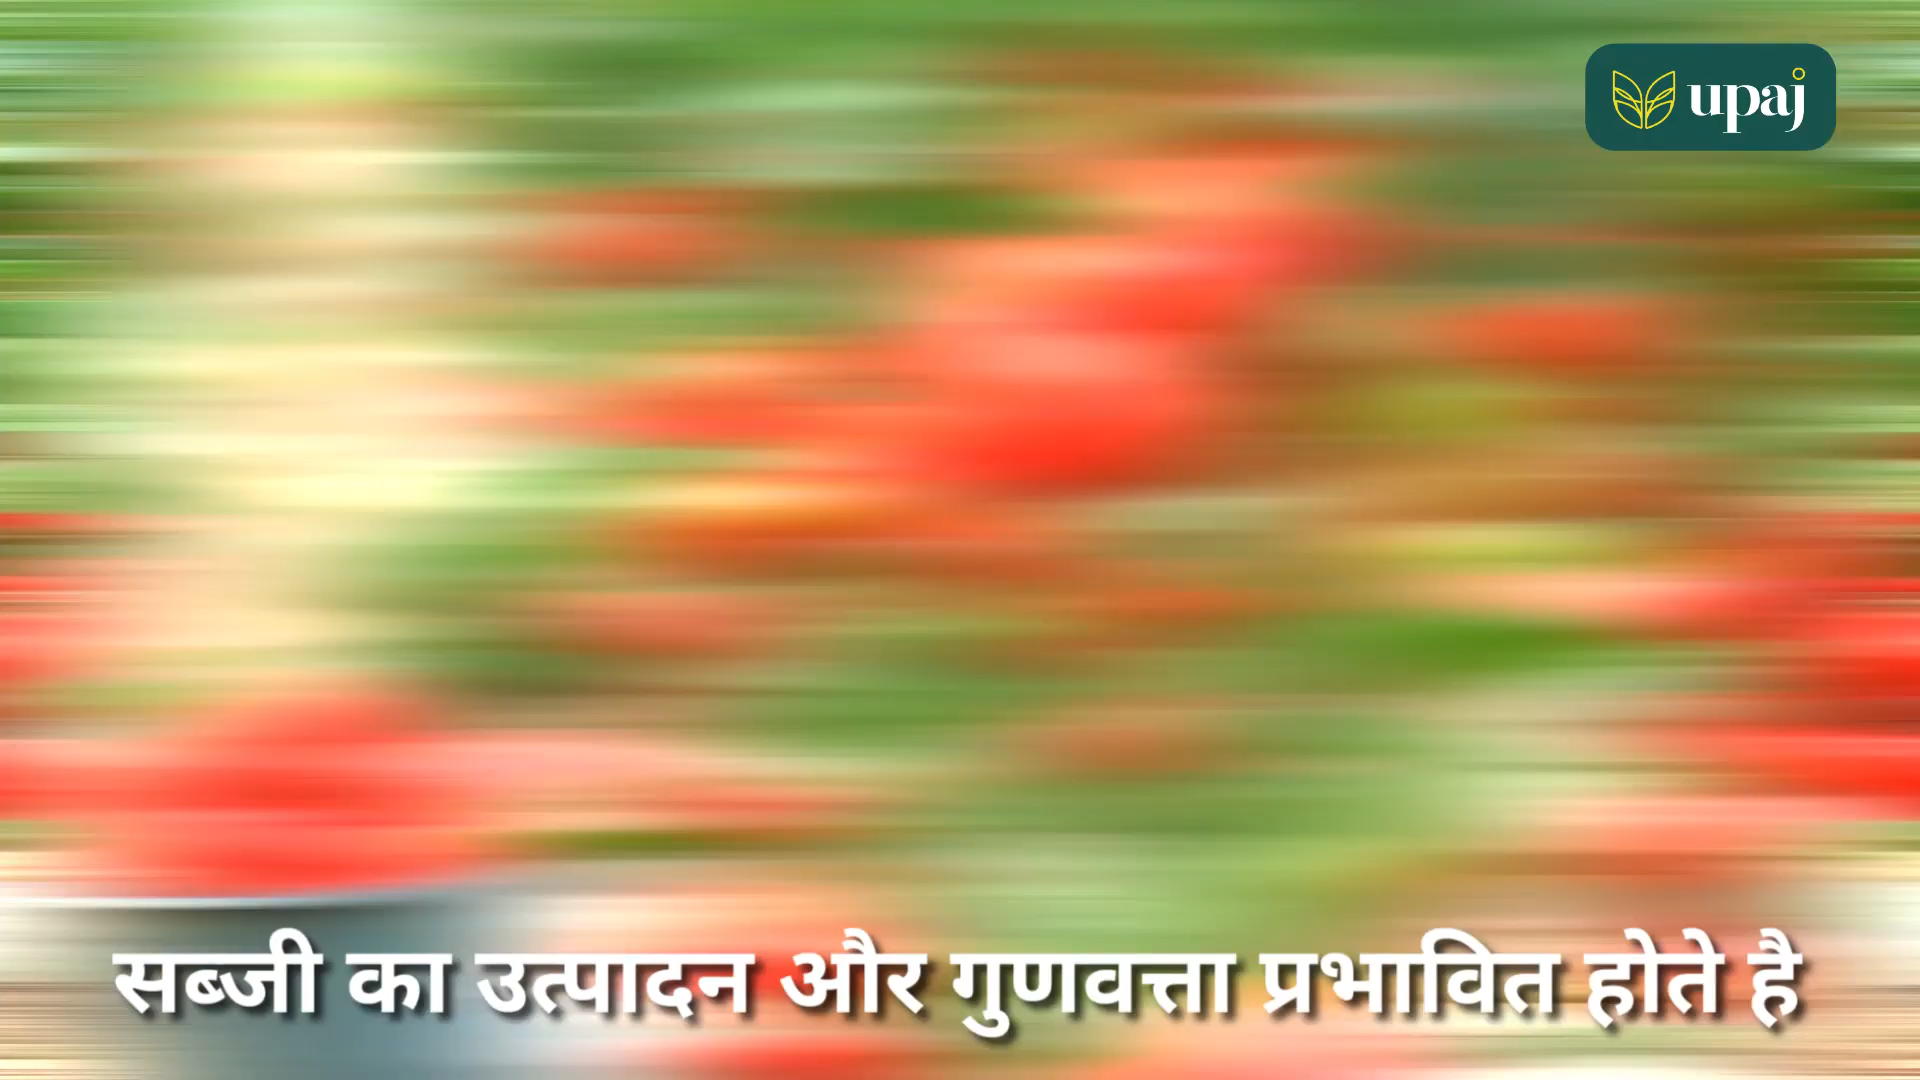 upaj
सब्जी का उत्पादन और गुणवत्ता प्रभावित होते है